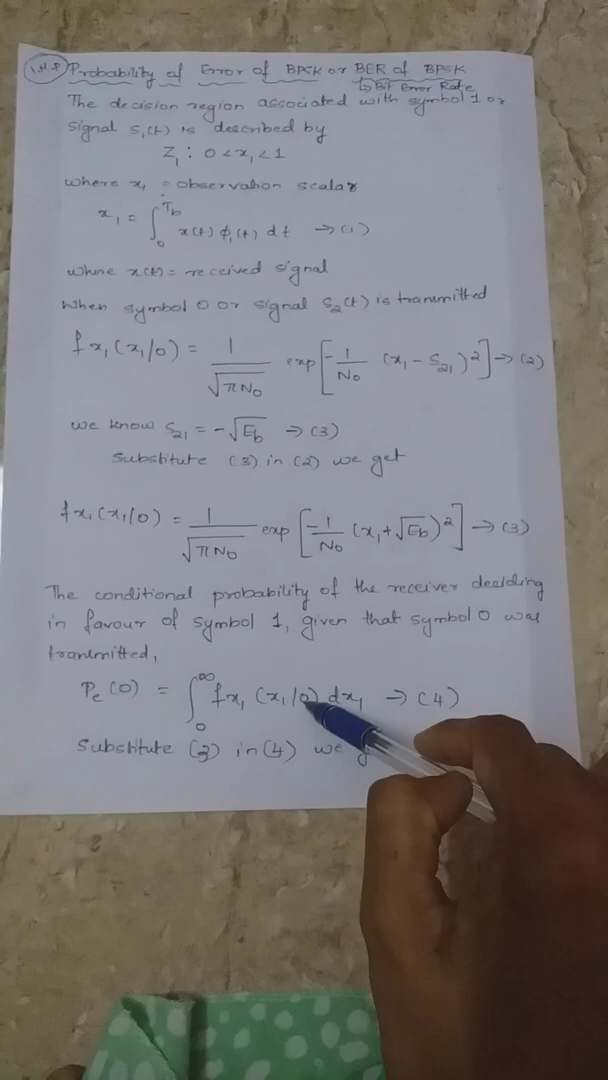 I.M.P Probability of Error of BPSK or BER of BPSK
↳ Bit Error Rate
The decision region associated with symbol 1 or
signal S₁(t) is described by
Z₁ : 0 < x₁ < 1
where x₁ = observation scalar
x₁ = ∫₀^Tb x(t) φ₁(t) dt → (1)
where x(t) = received signal
When symbol 0 or signal S₂(t) is transmitted
fx₁(x₁/0) = 1/√(πN₀) exp[-1/N₀ (x₁ - S₂₁)²] → (2)
we know S₂₁ = -√Eb → (3)
Substitute (3) in (2) we get
fx₁(x₁/0) = 1/√(πN₀) exp[-1/N₀ (x₁ + √Eb)²] → (3)
The conditional probability of the receiver deciding
in favour of symbol 1, given that symbol 0 was
transmitted,
Pe(0) = ∫₀^∞ fx₁(x₁/0) dx₁ → (4)
Substitute (3) in (4) we